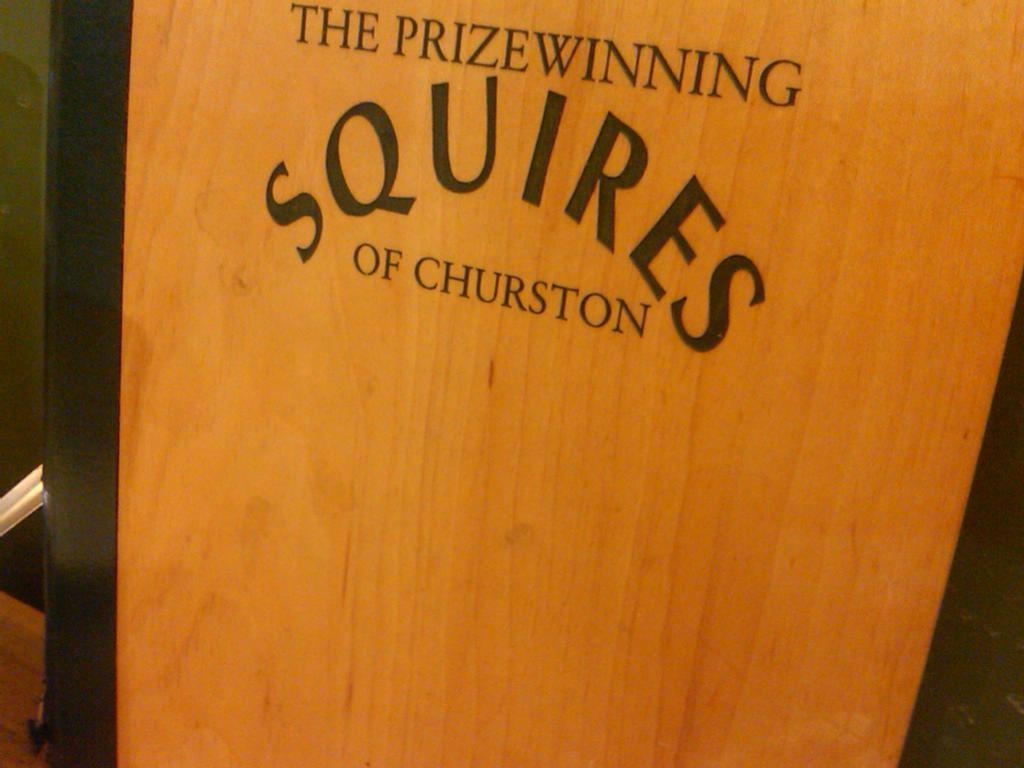 THE PRIZEWINNING
SQUIRES
OF CHURSTON